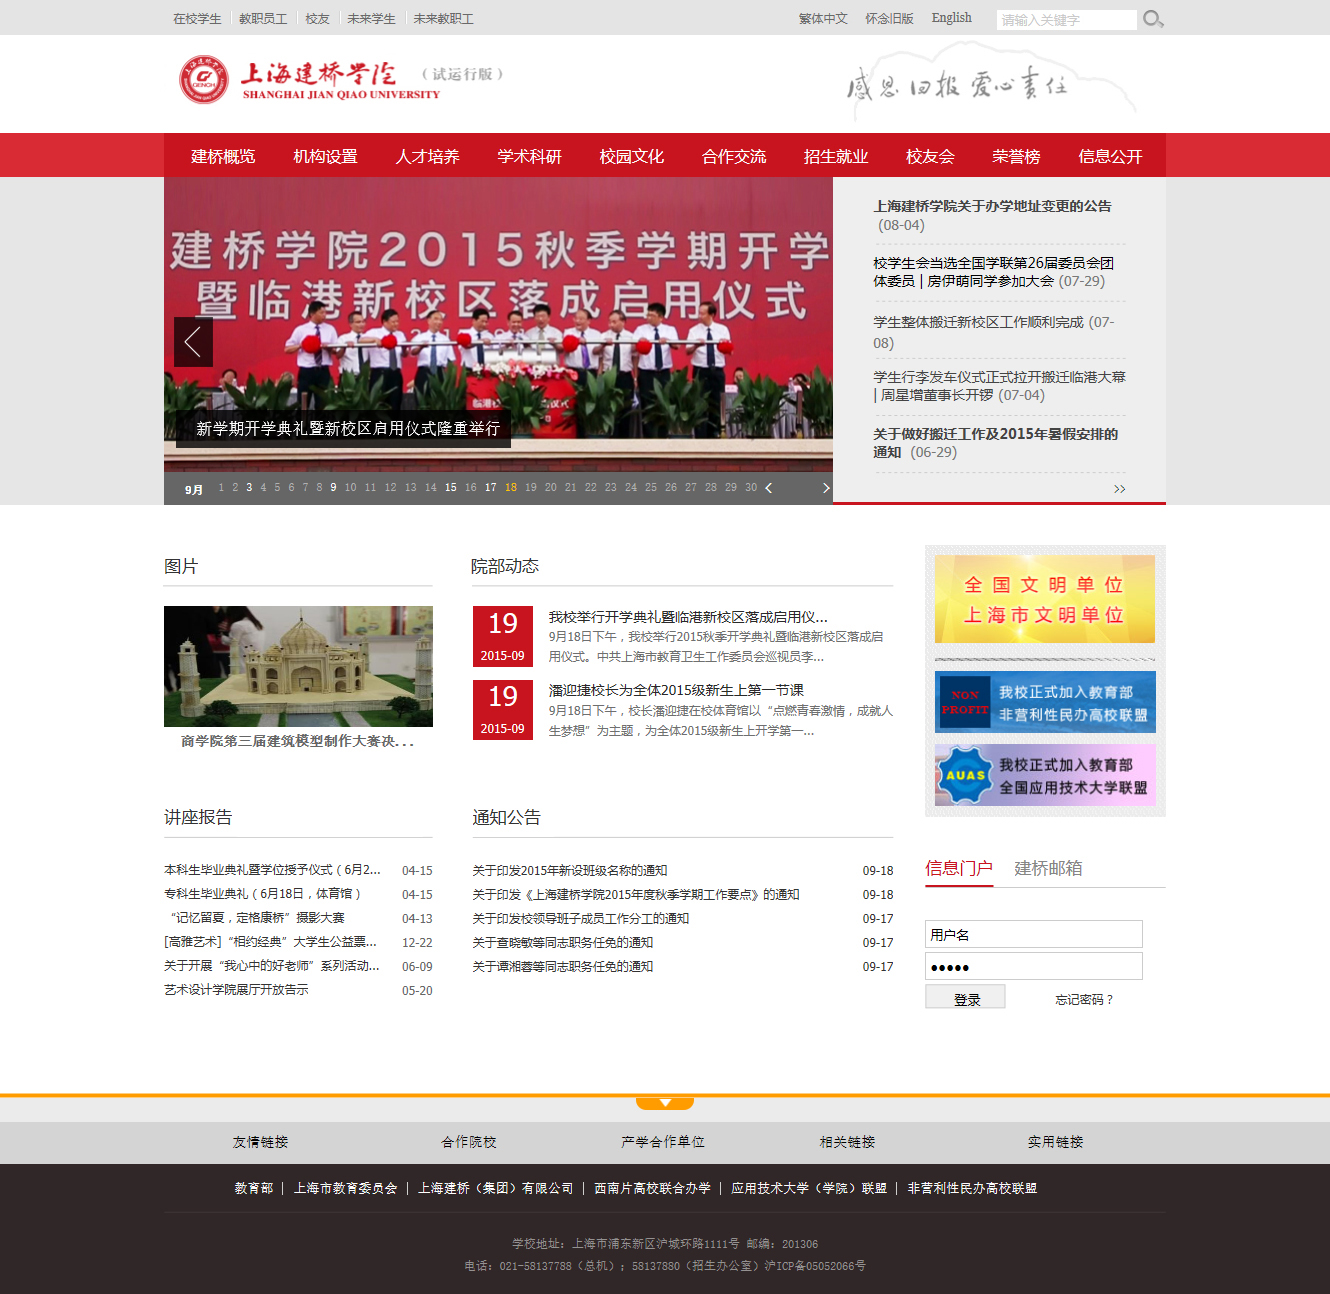 在校学生 教职员工 校友 未来学生 未来教职工 繁体中文 怀念旧版 English 请输入关键字
上海建桥学院 （试运行版）
GENCH
SHANGHAI JIAN QIAO UNIVERSITY
感恩 回报 爱心 责任
建桥概览 机构设置 人才培养 学术科研 校园文化 合作交流 招生就业 校友会 荣誉榜 信息公开
建桥学院2015秋季学期开学
暨临港新校区落成启用仪式
新学期开学典礼暨新校区启用仪式隆重举行
9月 1 2 3 4 5 6 7 8 9 10 11 12 13 14 15 16 17 18 19 20 21 22 23 24 25 26 27 28 29 30
上海建桥学院关于办学地址变更的公告
(08-04)
校学生会当选全国学联第26届委员会团
体委员 | 房伊萌同学参加大会 (07-29)
学生整体搬迁新校区工作顺利完成 (07-
08)
学生行李发车仪式正式拉开搬迁临港大幕
| 周星增董事长开锣 (07-04)
关于做好搬迁工作及2015年暑假安排的
通知 (06-29)
>>
图片
商学院第三届建筑模型制作大赛决...
院部动态
19
2015-09
我校举行开学典礼暨临港新校区落成启用仪...
9月18日下午，我校举行2015秋季开学典礼暨临港新校区落成启
用仪式。中共上海市教育卫生工作委员会巡视员李...
19
2015-09
潘迎捷校长为全体2015级新生上第一节课
9月18日下午，校长潘迎捷在校体育馆以“点燃青春激情，成就人
生梦想”为主题，为全体2015级新生上开学第一...
全国文明单位
上海市文明单位
NON
PROFIT
我校正式加入教育部
非营利性民办高校联盟
AUAS
我校正式加入教育部
全国应用技术大学联盟
讲座报告
本科生毕业典礼暨学位授予仪式（6月2... 04-15
专科生毕业典礼（6月18日，体育馆） 04-15
“记忆留夏，定格康桥”摄影大赛 04-13
[高雅艺术]“相约经典”大学生公益票... 12-22
关于开展“我心中的好老师”系列活动... 06-09
艺术设计学院展厅开放告示 05-20
通知公告
关于印发2015年新设班级名称的通知 09-18
关于印发《上海建桥学院2015年度秋季学期工作要点》的通知 09-18
关于印发校领导班子成员工作分工的通知 09-17
关于查晓敏等同志职务任免的通知 09-17
关于谭湘蓉等同志职务任免的通知 09-17
信息门户 建桥邮箱
用户名
●●●●●
登录 忘记密码？
友情链接 合作院校 产学合作单位 相关链接 实用链接
教育部 | 上海市教育委员会 | 上海建桥（集团）有限公司 | 西南片高校联合办学 | 应用技术大学（学院）联盟 | 非营利性民办高校联盟
学校地址：上海市浦东新区沪城环路1111号 邮编：201306
电话：021-58137788（总机）；58137880（招生办公室）沪ICP备05052066号